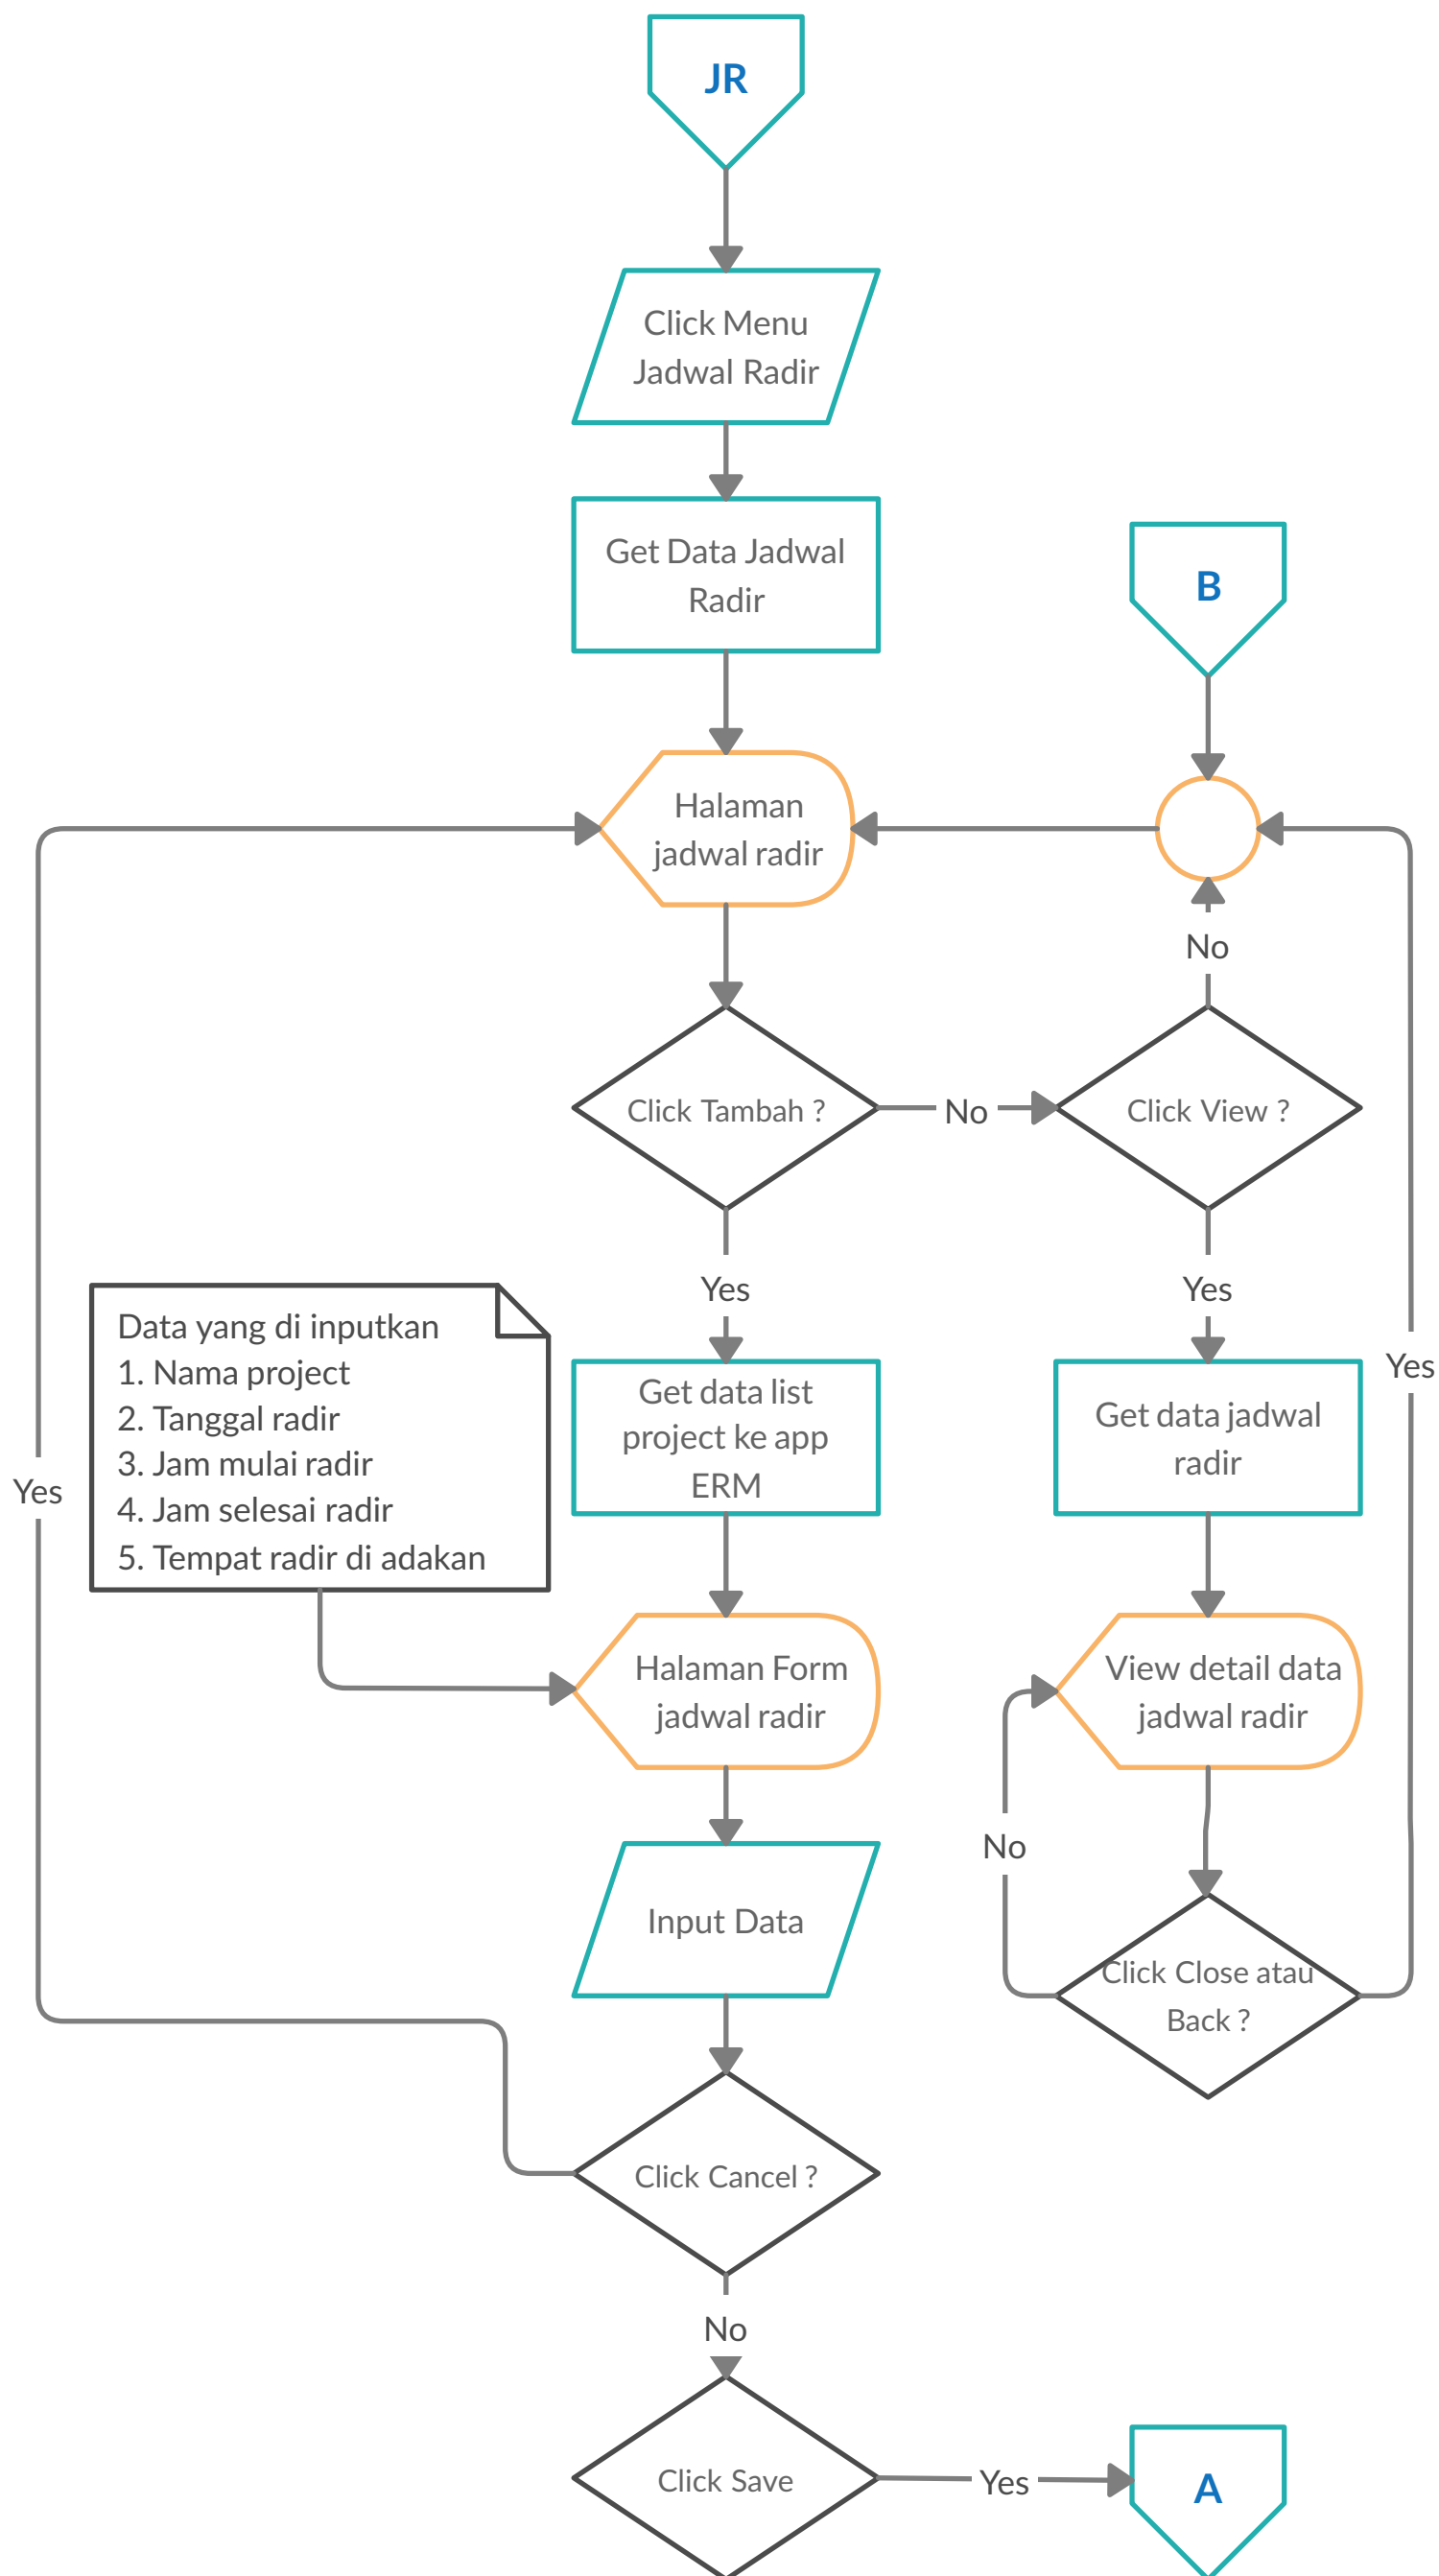 JR
Click Menu
Jadwal Radir
Get Data Jadwal
Radir
B
Halaman
jadwal radir
No
Click Tambah ?
No
Click View ?
Yes
Yes
Data yang di inputkan
1. Nama project
2. Tanggal radir
3. Jam mulai radir
4. Jam selesai radir
5. Tempat radir di adakan
Get data list
project ke app
ERM
Get data jadwal
radir
Yes
Yes
Halaman Form
jadwal radir
View detail data
jadwal radir
No
Input Data
Click Close atau
Back ?
Click Cancel ?
No
Click Save
Yes
A